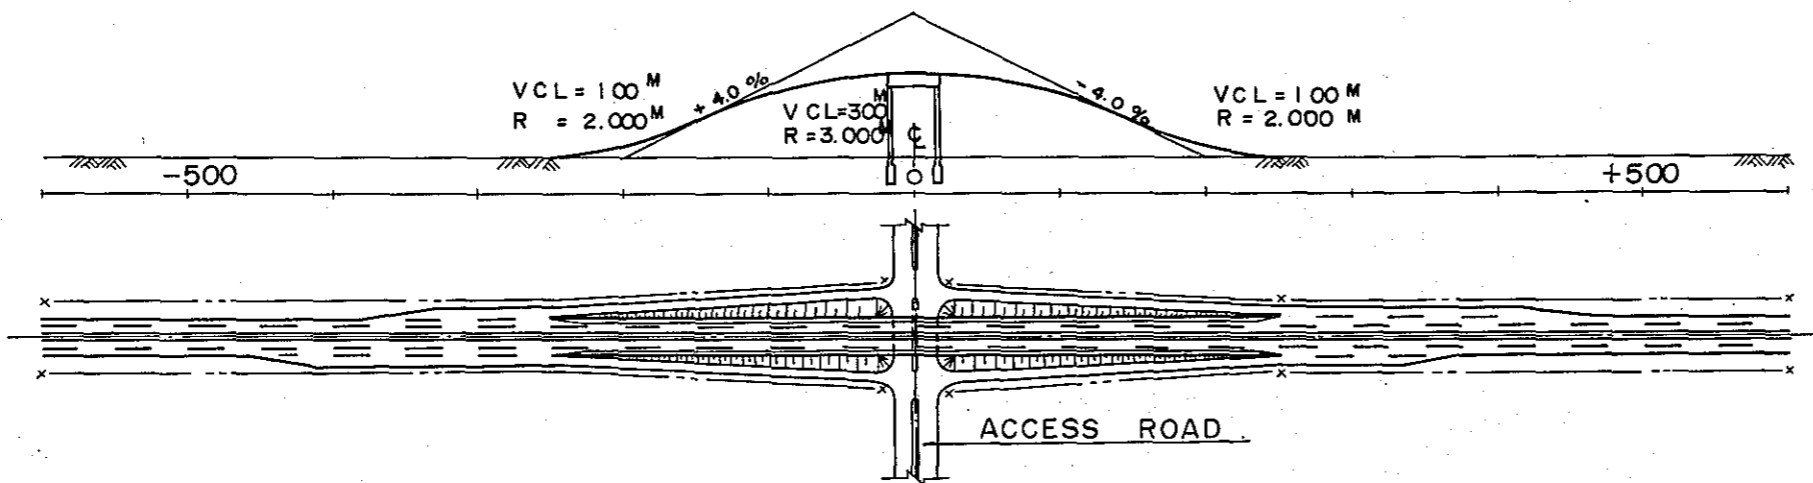 VCL = 100 M
R = 2.000 M
+ 4.0 %
VCL=300 M
R=3.000 M
℄
- 4.0 %
VCL = 100 M
R = 2.000 M
-500
O
+500
ACCESS ROAD